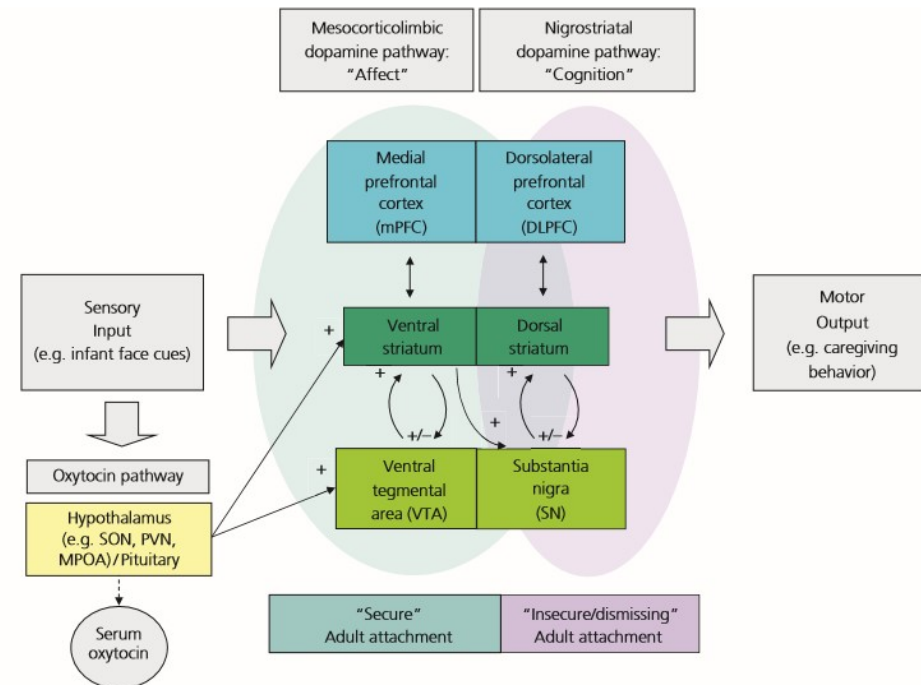 Mesocorticolimbic
dopamine pathway:
“Affect”
Nigrostriatal
dopamine pathway:
“Cognition”
Medial
prefrontal
cortex
(mPFC)
Dorsolateral
prefrontal
cortex
(DLPFC)
Sensory
Input
(e.g. infant face cues)
+
Ventral
striatum
Dorsal
striatum
Motor
Output
(e.g. caregiving
behavior)
+
+
+
+/−
+/−
Oxytocin pathway
+
Ventral
tegmental
area (VTA)
Substantia
nigra
(SN)
Hypothalamus
(e.g. SON, PVN,
MPOA)/Pituitary
Serum
oxytocin
“Secure”
Adult attachment
“Insecure/dismissing”
Adult attachment